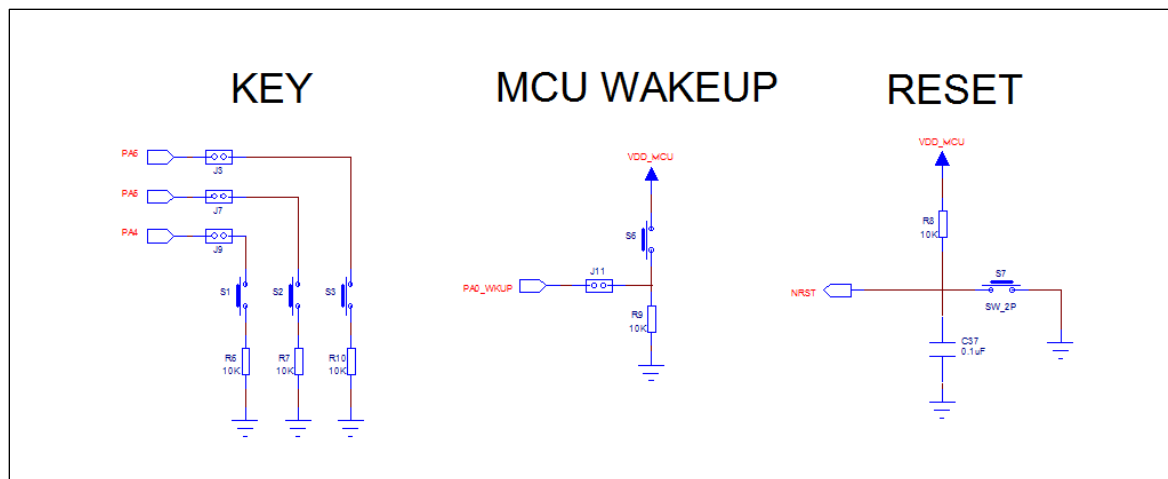 KEY
PA6
J3
PA5
J7
PA4
J9
S1
S2
S3
R6
10K
R7
10K
R10
10K
MCU WAKEUP
VDD_MCU
S6
J11
PA0_WKUP
R9
10K
RESET
VDD_MCU
R8
10K
S7
NRST
SW_2P
C37
0.1uF